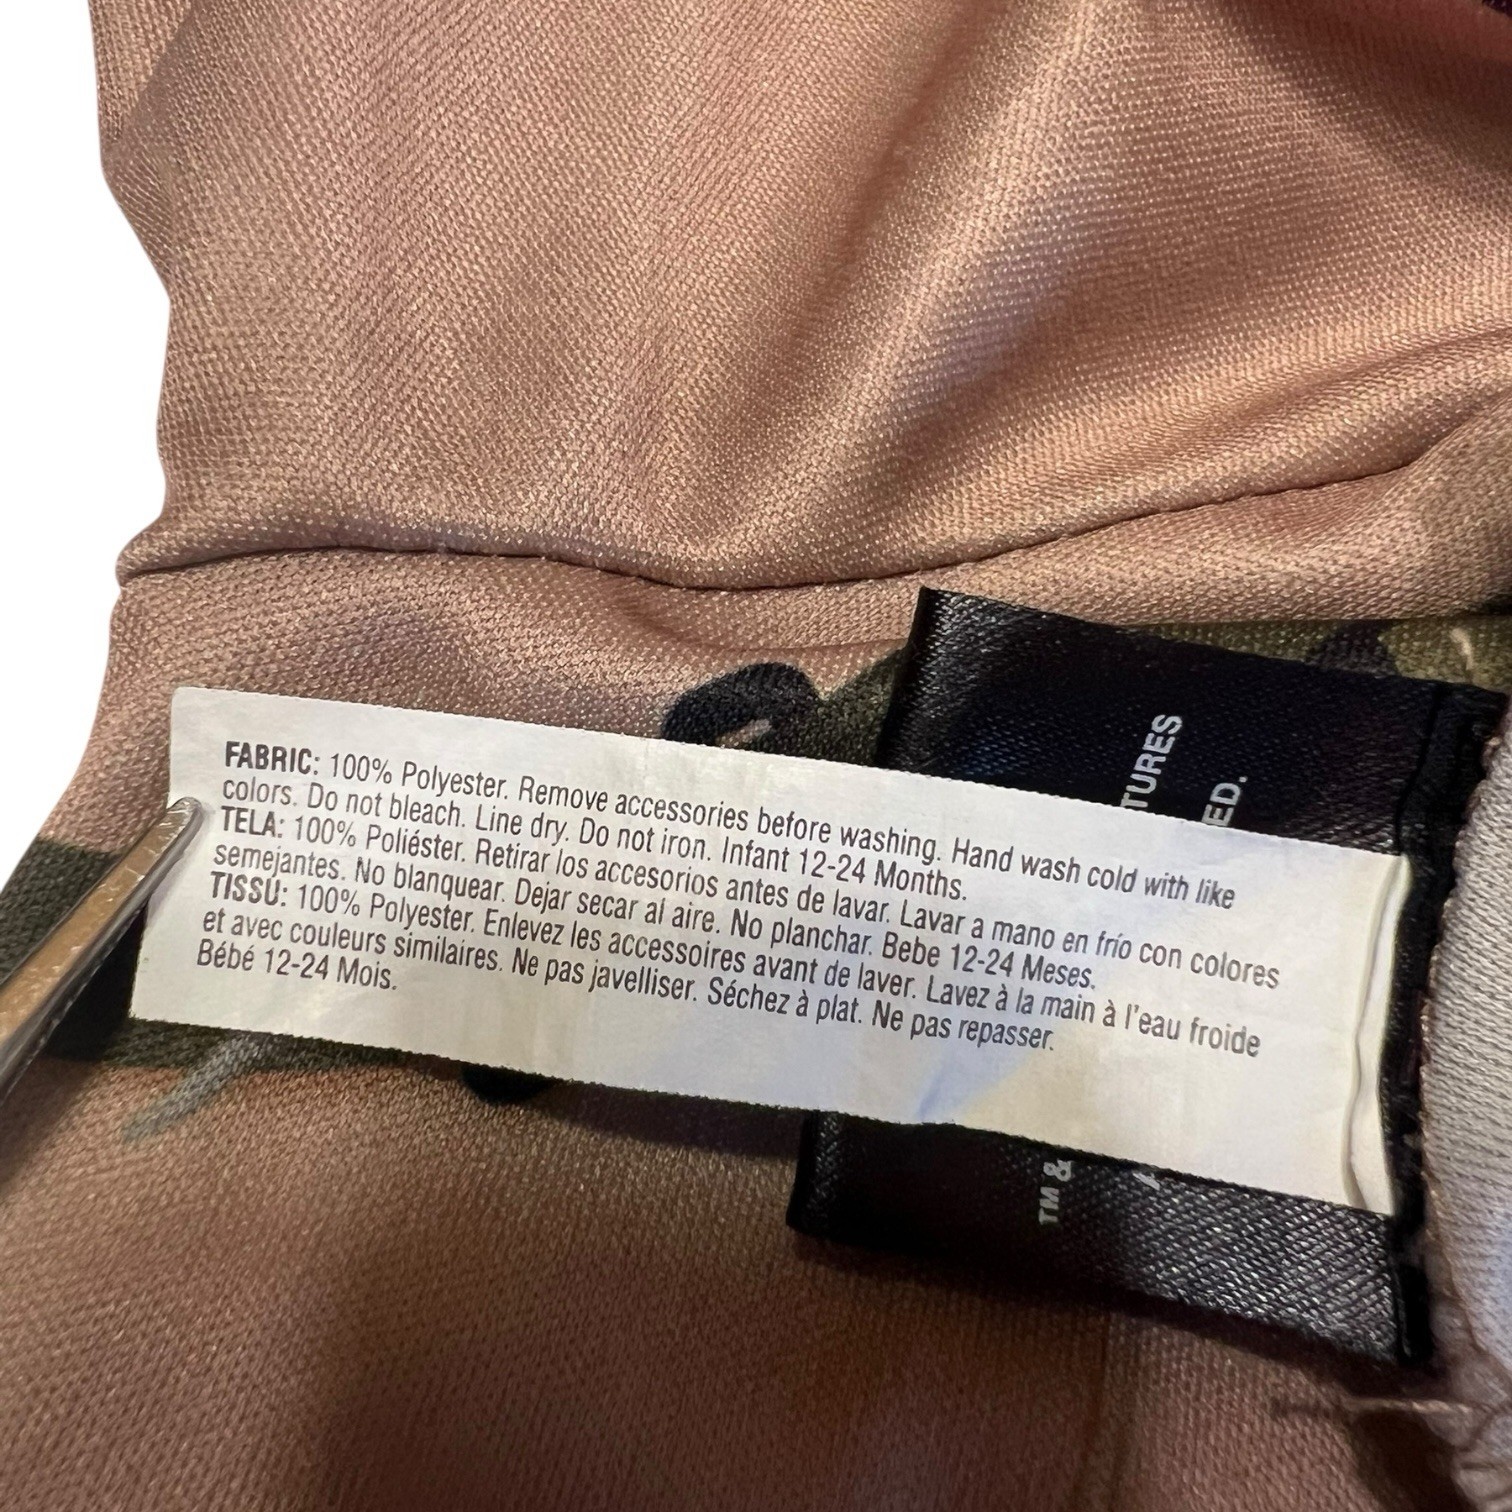 FABRIC: 100% Polyester. Remove accessories before washing. Hand wash cold with like
colors. Do not bleach. Line dry. Do not iron. Infant 12-24 Months.
TELA: 100% Poliéster. Retirar los accesorios antes de lavar. Lavar a mano en frío con colores
semejantes. No blanquear. Dejar secar al aire. No planchar. Bebe 12-24 Meses.
TISSU: 100% Polyester. Enlevez les accessoires avant de laver. Lavez à la main à l'eau froide
et avec couleurs similaires. Ne pas javelliser. Séchez à plat. Ne pas repasser.
Bébé 12-24 Mois.
TM &
TURES
ED.